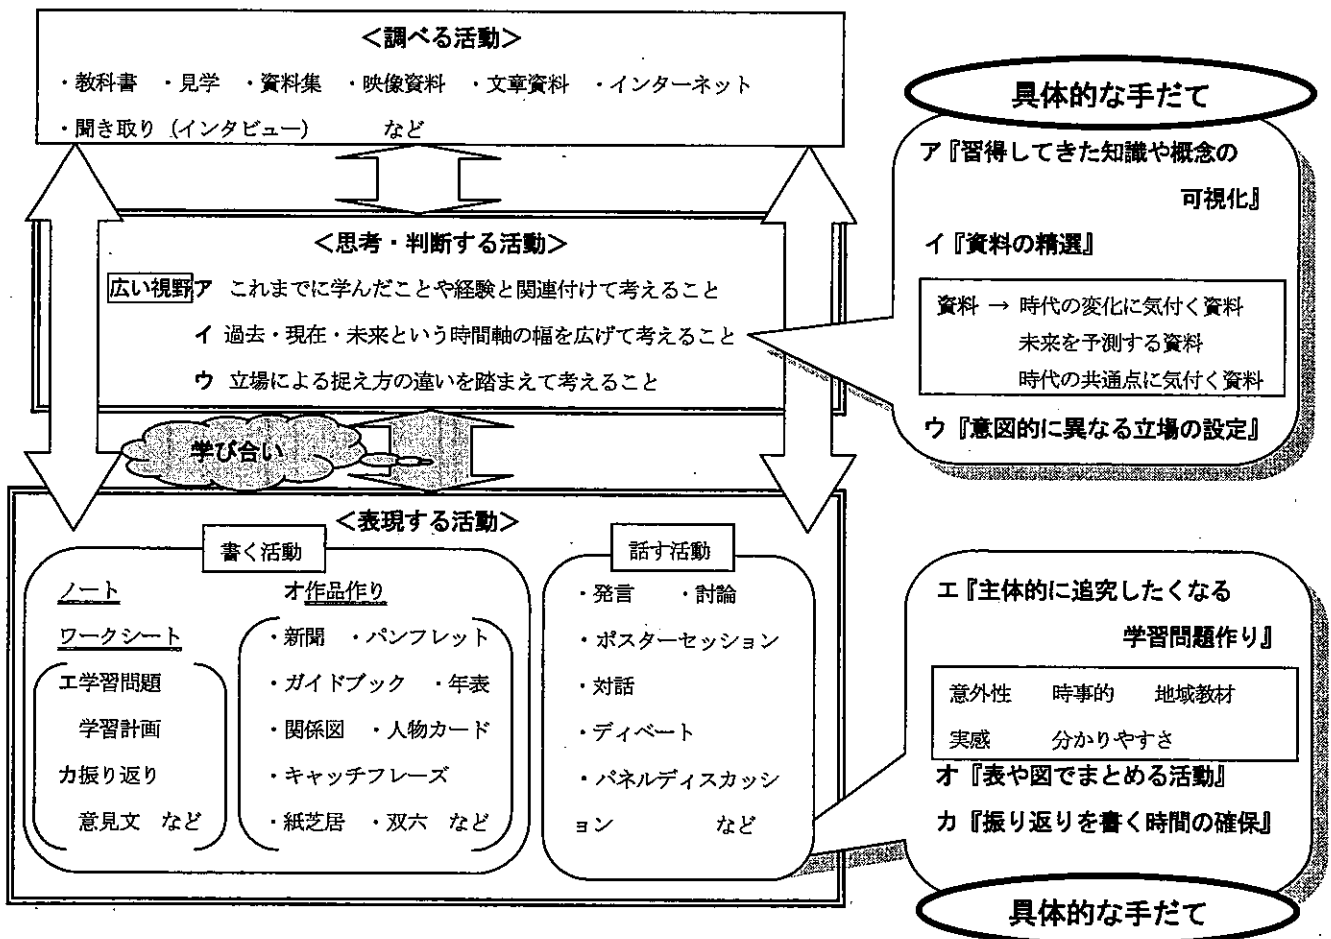 ＜調べる活動＞
・教科書　・見学　・資料集　・映像資料　・文章資料　・インターネット
・聞き取り（インタビュー）　　　など
＜思考・判断する活動＞
広い視野ア　これまでに学んだことや経験と関連付けて考えること
イ　過去・現在・未来という時間軸の幅を広げて考えること
ウ　立場による捉え方の違いを踏まえて考えること
学び合い
＜表現する活動＞
書く活動
ノート
ワークシート
エ学習問題
学習計画
カ振り返り
意見文　など
オ作品作り
・新聞　・パンフレット
・ガイドブック　・年表
・関係図　・人物カード
・キャッチフレーズ
・紙芝居　・双六　など
話す活動
・発言　・討論
・ポスターセッション
・対話
・ディベート
・パネルディスカッシ
ョン　　　　など
具体的な手だて
ア『習得してきた知識や概念の
可視化』
イ『資料の精選』
資料 → 時代の変化に気付く資料
未来を予測する資料
時代の共通点に気付く資料
ウ『意図的に異なる立場の設定』
エ『主体的に追究したくなる
学習問題作り』
意外性　時事的　地域教材
実感　分かりやすさ
オ『表や図でまとめる活動』
カ『振り返りを書く時間の確保』
具体的な手だて